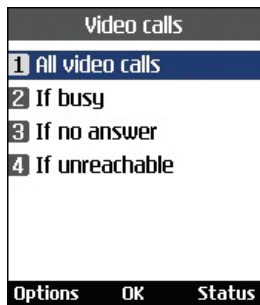 Video calls
1 All video calls
2 If busy
3 If no answer
4 If unreachable
Options OK Status